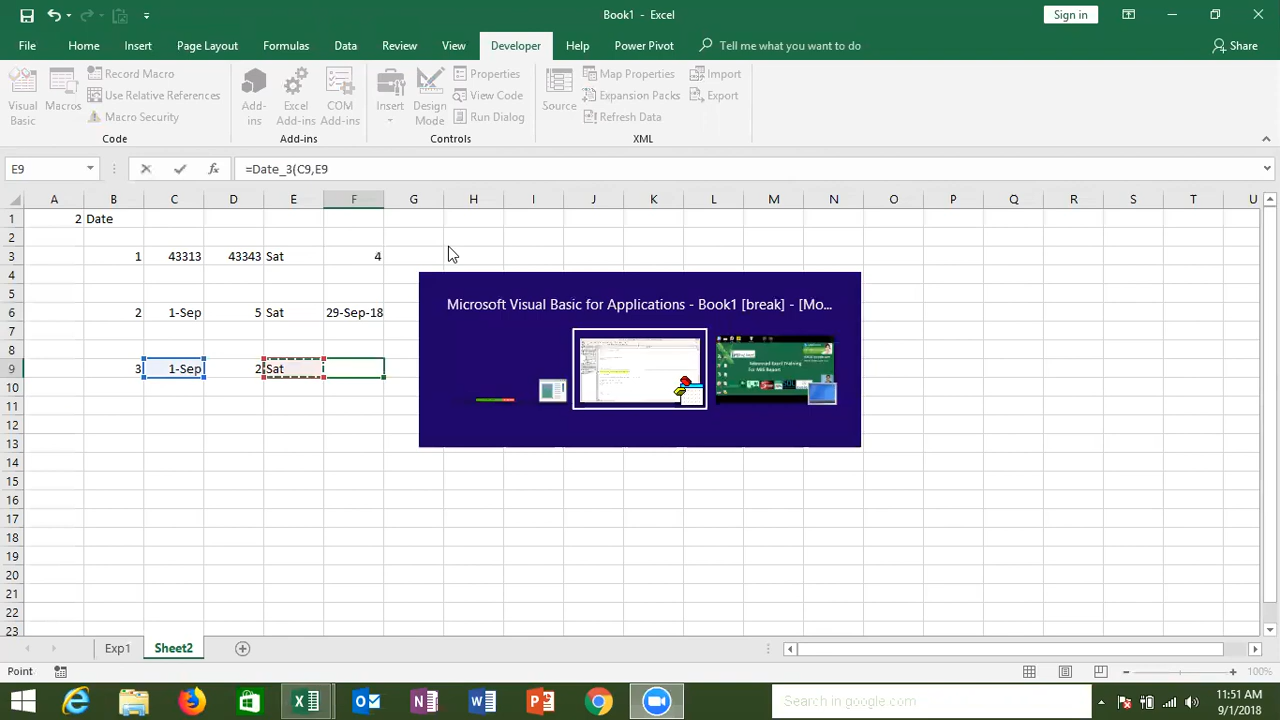 Book1 - Excel
Sign in
File Home Insert Page Layout Formulas Data Review View Developer Help Power Pivot Tell me what you want to do Share
Visual Basic
Macros
Record Macro
Use Relative References
Macro Security
Code
Add-ins
Excel Add-ins
COM Add-ins
Add-ins
Insert
Design Mode
Properties
View Code
Run Dialog
Controls
Source
Map Properties
Expansion Packs
Refresh Data
Import
Export
XML
E9
=Date_3(C9,E9
A B C D E F G H I J K L M N O P Q R S T U
1 2 Date
2
3 1 43313 43343 Sat 4
4
5
6 2 1-Sep 5 Sat 29-Sep-18
7
8
9 3 1-Sep 2 Sat
10
11
12
13
14
15
16
17
18
19
20
21
22
23
Microsoft Visual Basic for Applications - Book1 [break] - [Mo...
Exp1 Sheet2
Point
100%
Search in google.com
11:51 AM
9/1/2018